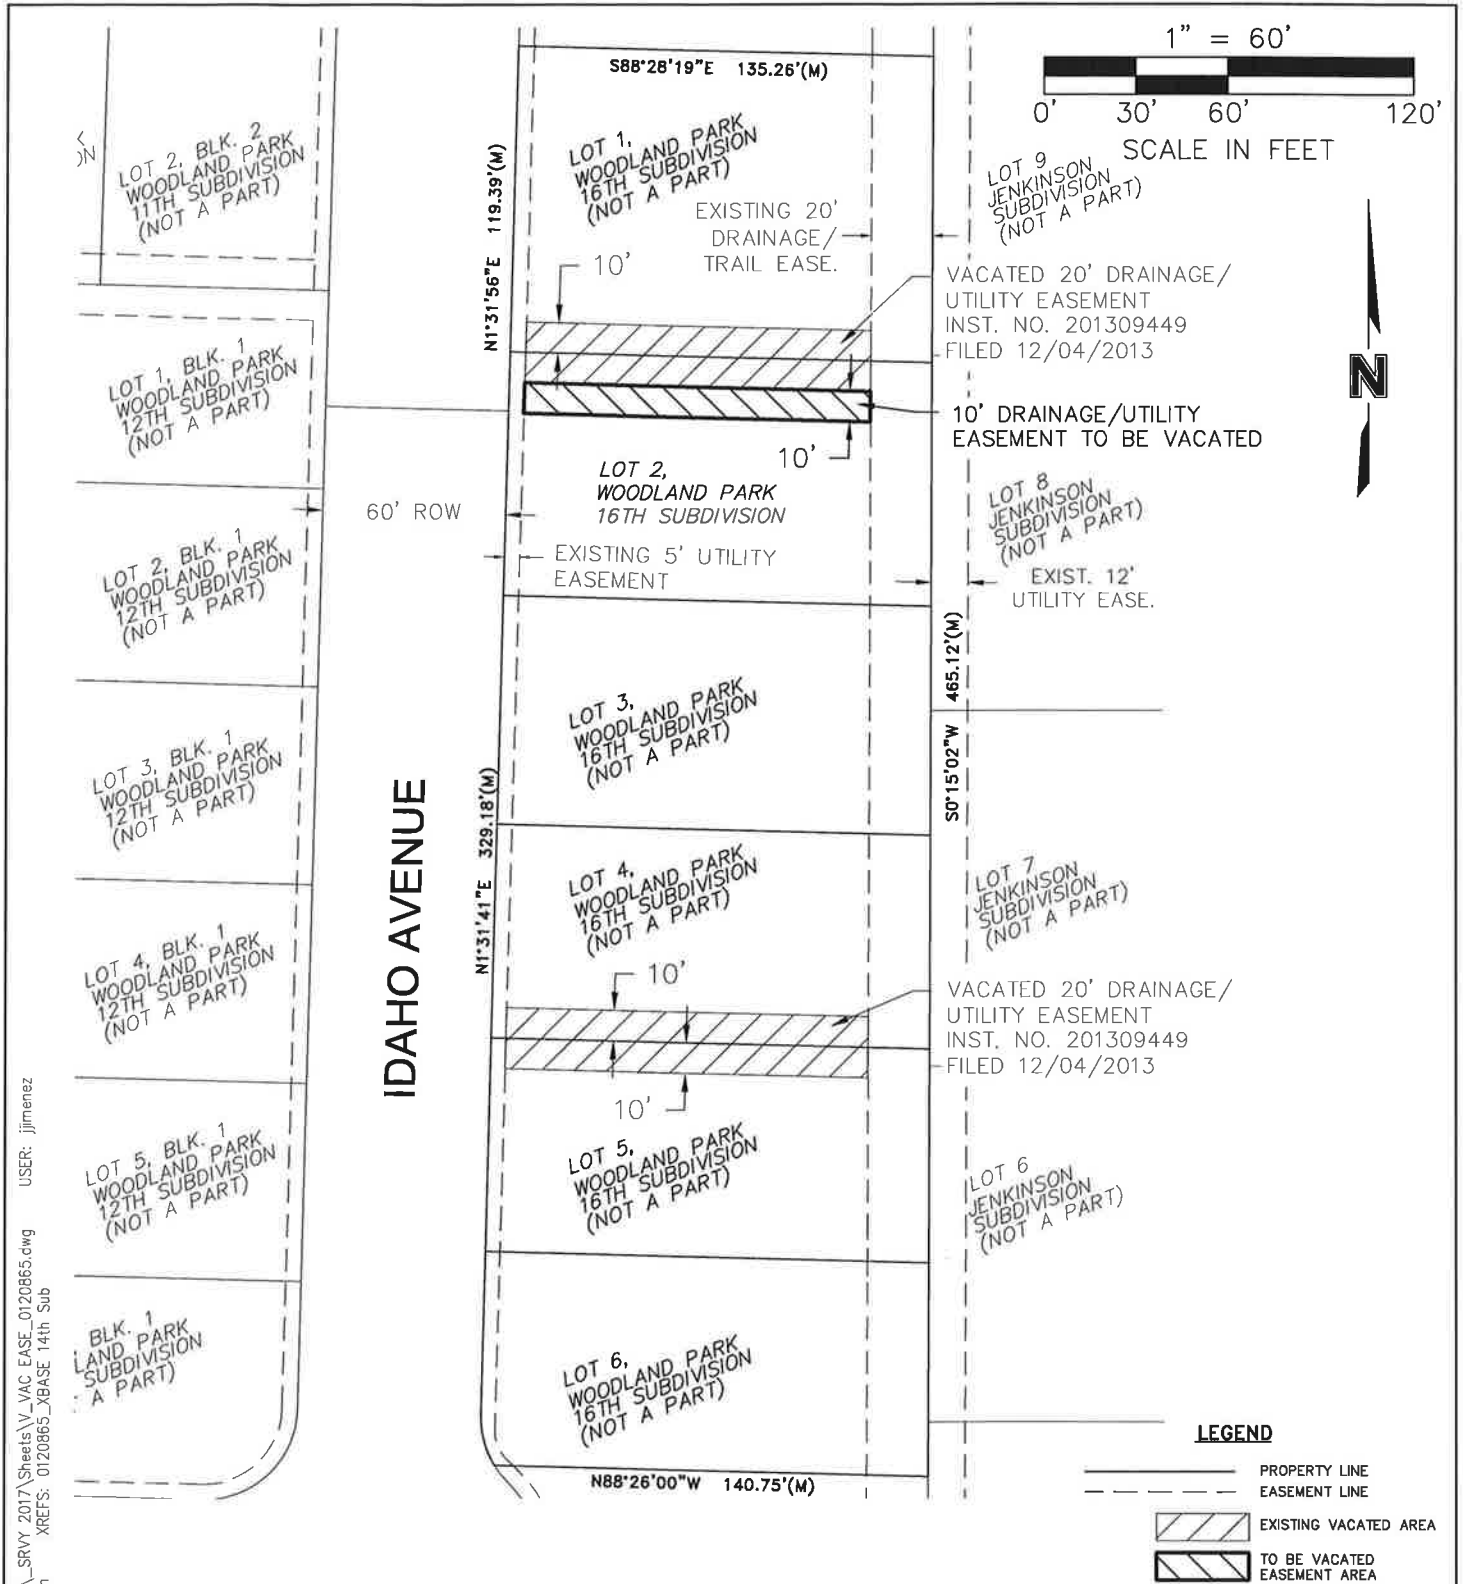 1" = 60'
0' 30' 60' 120'
SCALE IN FEET
S88°28'19"E 135.26'(M)
LOT 2, BLK. 2
WOODLAND PARK
11TH SUBDIVISION
(NOT A PART)
LOT 1,
WOODLAND PARK
16TH SUBDIVISION
(NOT A PART)
N1°31'56"E 119.39'(M)
LOT 9
JENKINSON
SUBDIVISION
(NOT A PART)
EXISTING 20'
DRAINAGE/
TRAIL EASE.
10'
VACATED 20' DRAINAGE/
UTILITY EASEMENT
INST. NO. 201309449
FILED 12/04/2013
N
LOT 1, BLK. 1
WOODLAND PARK
12TH SUBDIVISION
(NOT A PART)
10' DRAINAGE/UTILITY
EASEMENT TO BE VACATED
10'
LOT 2,
WOODLAND PARK
16TH SUBDIVISION
60' ROW
LOT 8
JENKINSON
SUBDIVISION
(NOT A PART)
EXISTING 5' UTILITY
EASEMENT
EXIST. 12'
UTILITY EASE.
LOT 2, BLK. 1
WOODLAND PARK
12TH SUBDIVISION
(NOT A PART)
S0°15'02"W 465.12'(M)
LOT 3,
WOODLAND PARK
16TH SUBDIVISION
(NOT A PART)
LOT 3, BLK. 1
WOODLAND PARK
12TH SUBDIVISION
(NOT A PART)
IDAHO AVENUE
N1°31'41"E 329.18'(M)
LOT 4,
WOODLAND PARK
16TH SUBDIVISION
(NOT A PART)
LOT 7
JENKINSON
SUBDIVISION
(NOT A PART)
LOT 4, BLK. 1
WOODLAND PARK
12TH SUBDIVISION
(NOT A PART)
10'
VACATED 20' DRAINAGE/
UTILITY EASEMENT
INST. NO. 201309449
FILED 12/04/2013
10'
LOT 5, BLK. 1
WOODLAND PARK
12TH SUBDIVISION
(NOT A PART)
LOT 5,
WOODLAND PARK
16TH SUBDIVISION
(NOT A PART)
LOT 6
JENKINSON
SUBDIVISION
(NOT A PART)
BLK. 1
LAND PARK
SUBDIVISION
A PART)
LOT 6,
WOODLAND PARK
16TH SUBDIVISION
(NOT A PART)
N88°26'00"W 140.75'(M)
LEGEND
PROPERTY LINE
EASEMENT LINE
EXISTING VACATED AREA
TO BE VACATED
EASEMENT AREA
\_SRVY 2017\Sheets\V_VAC EASE_0120865.dwg USER: jjimenez
XREFS: 0120865_XBASE 14th Sub